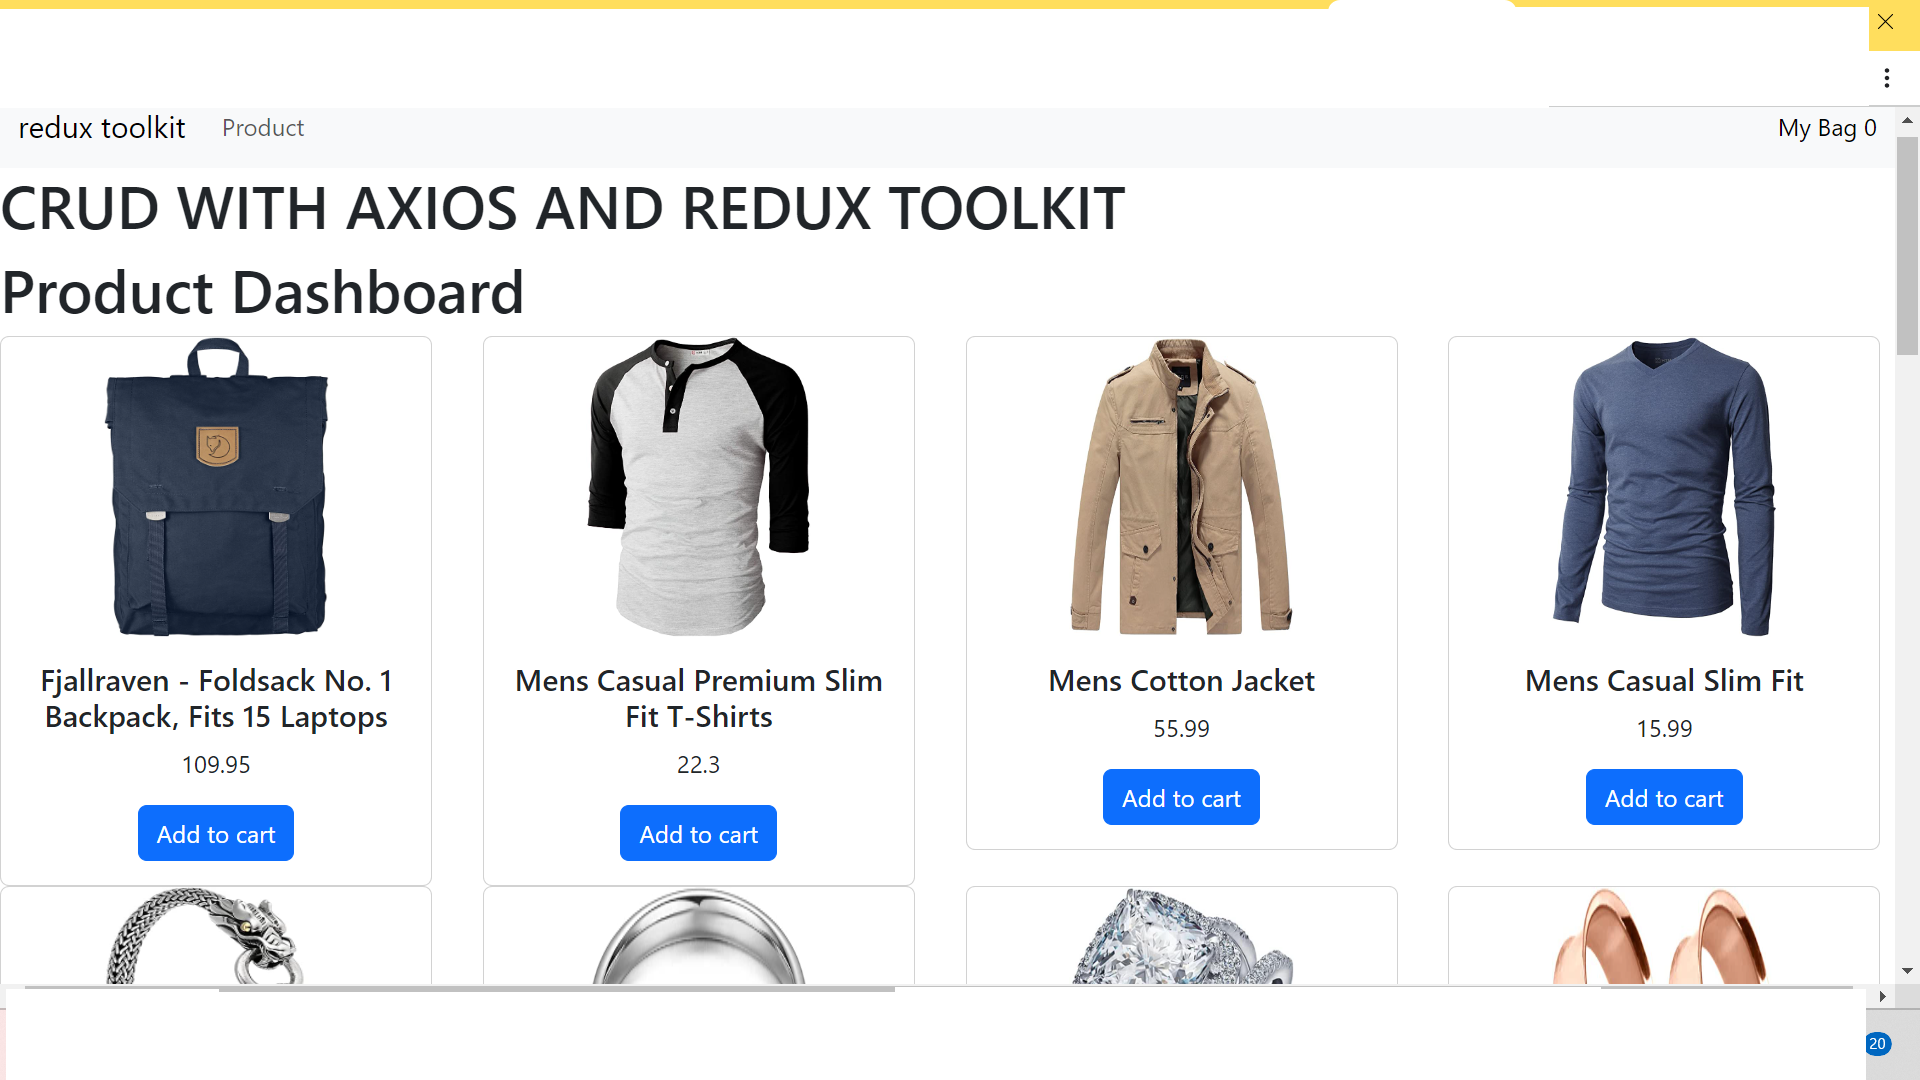 redux toolkit Product My Bag 0
CRUD WITH AXIOS AND REDUX TOOLKIT
Product Dashboard
Fjallraven - Foldsack No. 1
Backpack, Fits 15 Laptops
109.95
Add to cart
Mens Casual Premium Slim
Fit T-Shirts
22.3
Add to cart
Mens Cotton Jacket
55.99
Add to cart
Mens Casual Slim Fit
15.99
Add to cart
20